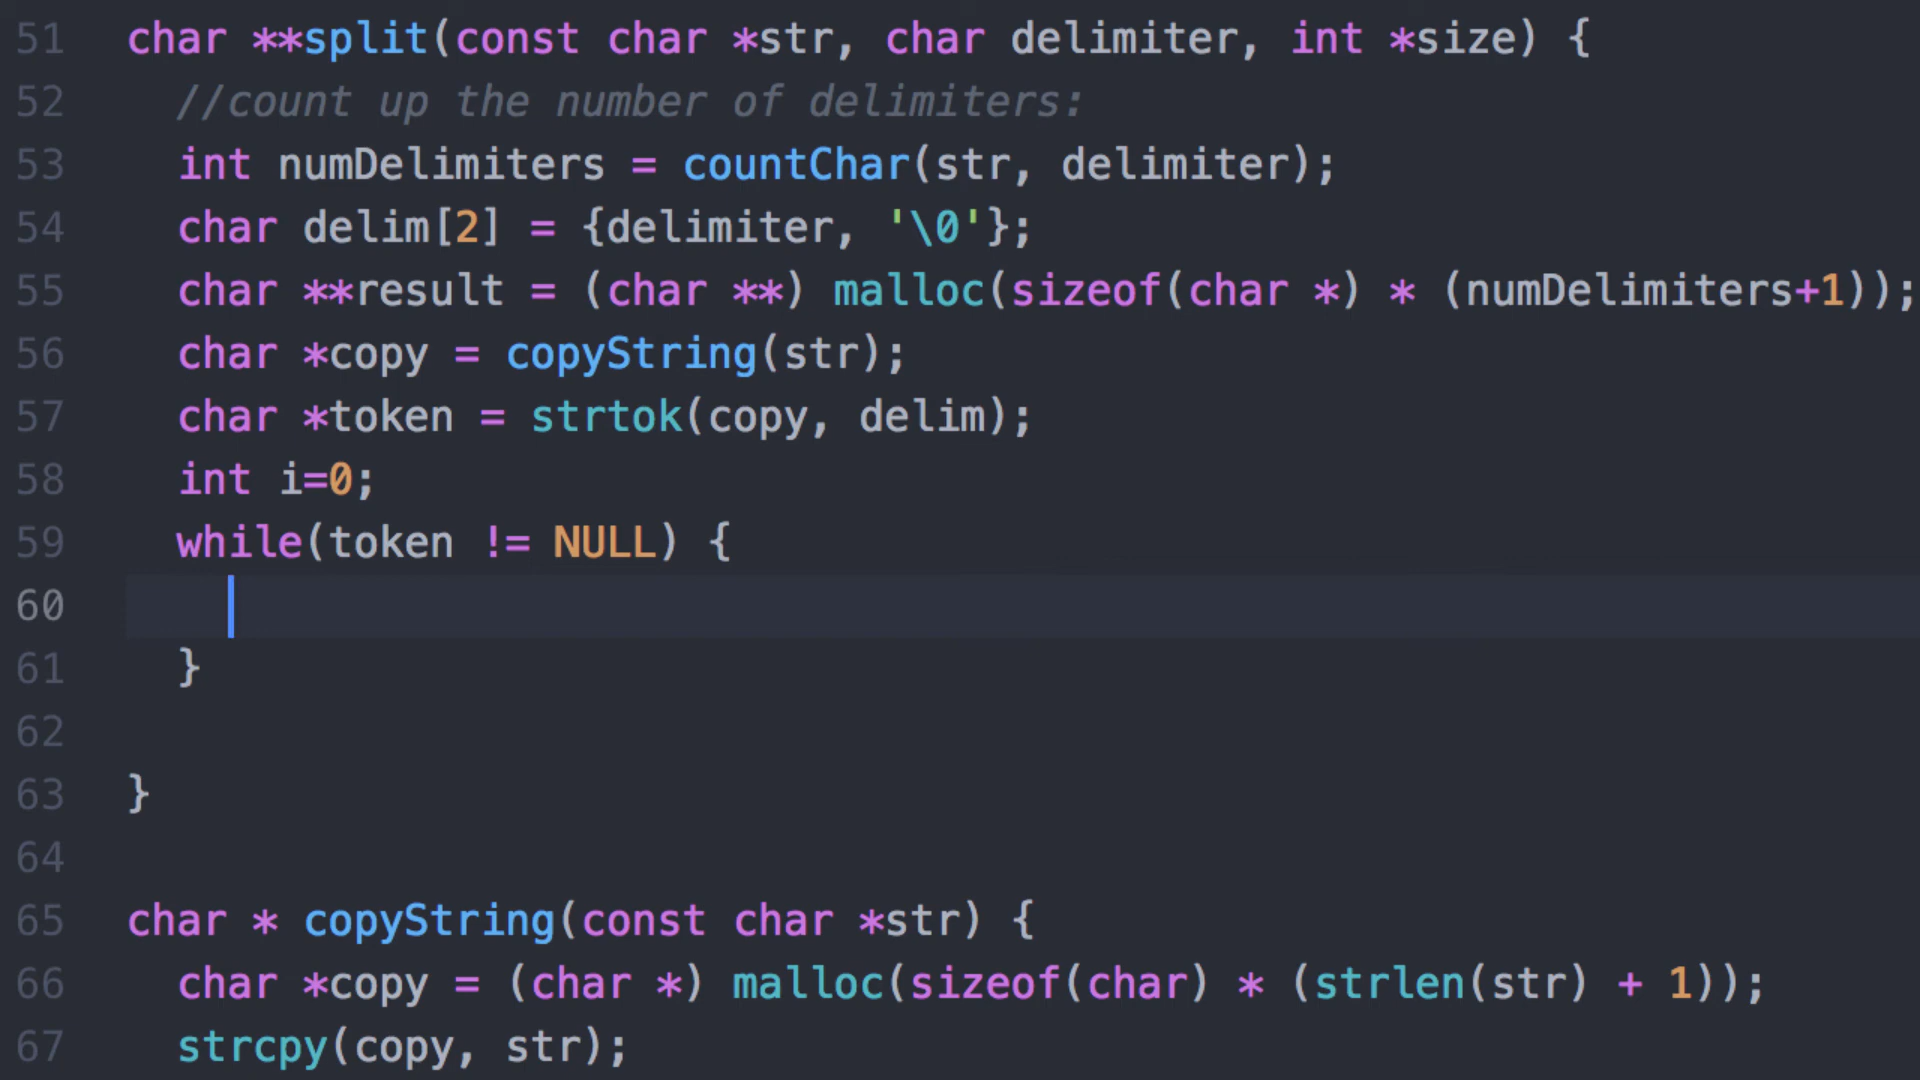 51 char **split(const char *str, char delimiter, int *size) {
52 //count up the number of delimiters:
53 int numDelimiters = countChar(str, delimiter);
54 char delim[2] = {delimiter, '\0'};
55 char **result = (char **) malloc(sizeof(char *) * (numDelimiters+1));
56 char *copy = copyString(str);
57 char *token = strtok(copy, delim);
58 int i=0;
59 while(token != NULL) {
60
61 }
62
63 }
64
65 char * copyString(const char *str) {
66 char *copy = (char *) malloc(sizeof(char) * (strlen(str) + 1));
67 strcpy(copy, str);